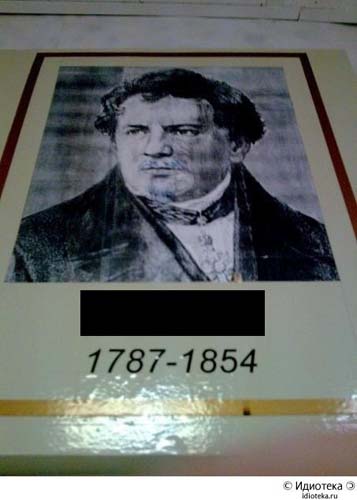 1787-1854
© Идиотека Э
idioteka.ru